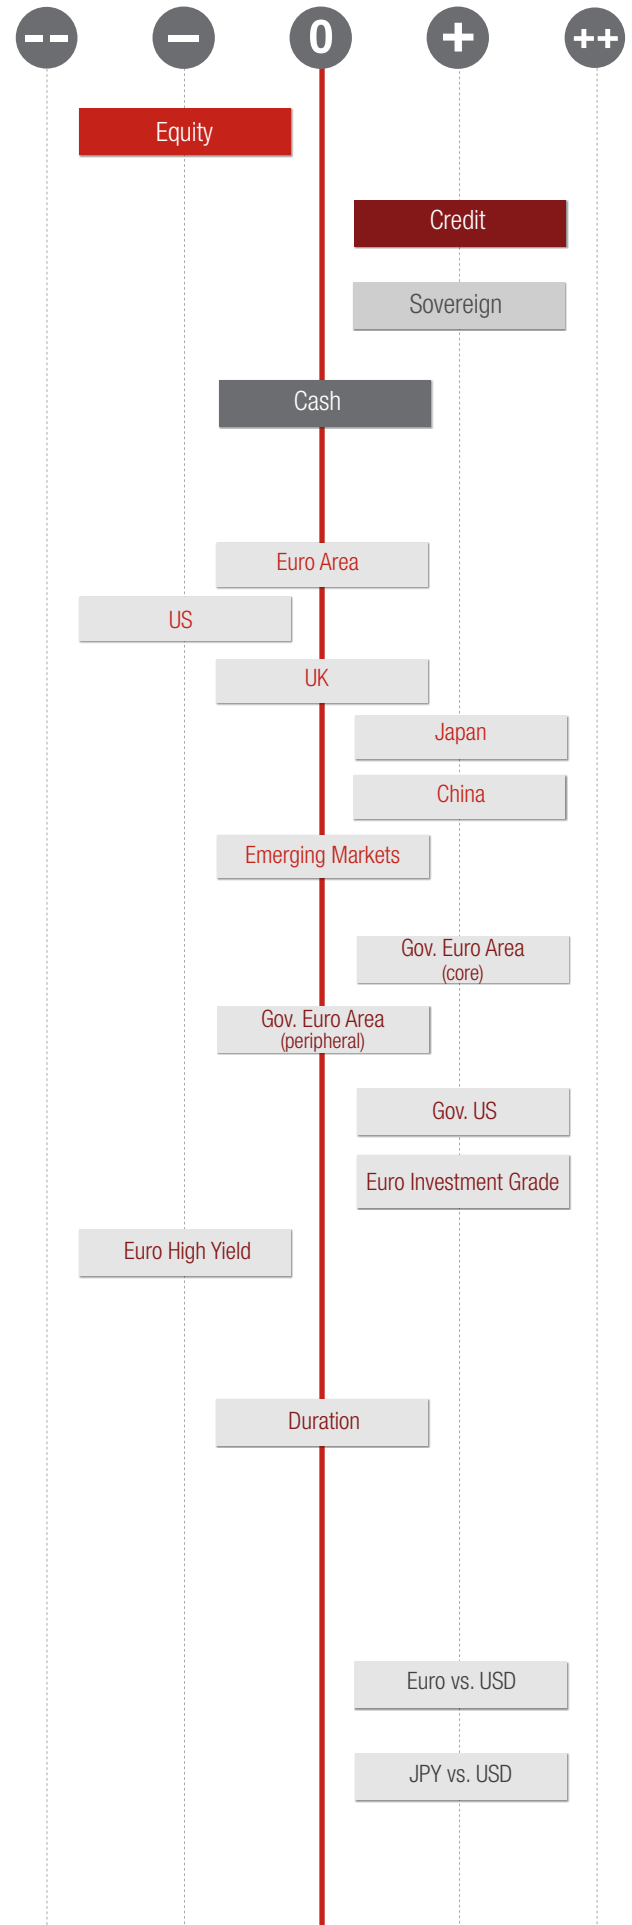 -- − 0 + ++
Equity
Credit
Sovereign
Cash
Euro Area
US
UK
Japan
China
Emerging Markets
Gov. Euro Area
(core)
Gov. Euro Area
(peripheral)
Gov. US
Euro Investment Grade
Euro High Yield
Duration
Euro vs. USD
JPY vs. USD